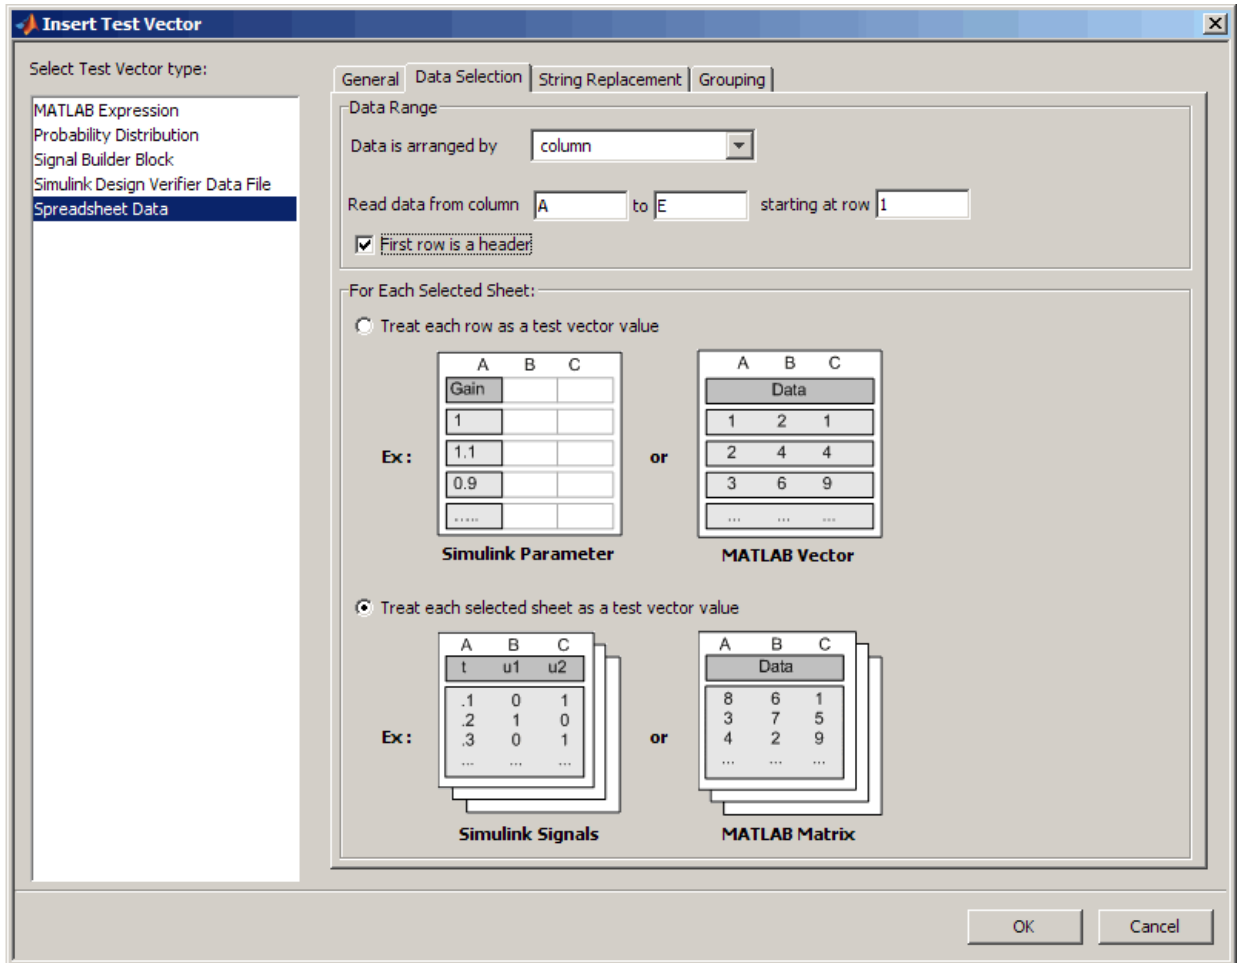 Insert Test Vector
Select Test Vector type:
MATLAB Expression
Probability Distribution
Signal Builder Block
Simulink Design Verifier Data File
Spreadsheet Data
General Data Selection String Replacement Grouping
Data Range
Data is arranged by column
Read data from column A to E starting at row 1
First row is a header
For Each Selected Sheet:
Treat each row as a test vector value
A B C
Gain
1
1.1
0.9
.....
Ex:
Simulink Parameter
or
A B C
Data
1 2 1
2 4 4
3 6 9
... ... ...
MATLAB Vector
Treat each selected sheet as a test vector value
A B C
t u1 u2
.1 0 1
.2 1 0
.3 0 1
... ... ...
Ex:
Simulink Signals
or
A B C
Data
8 6 1
3 7 5
4 2 9
... ... ...
MATLAB Matrix
OK Cancel